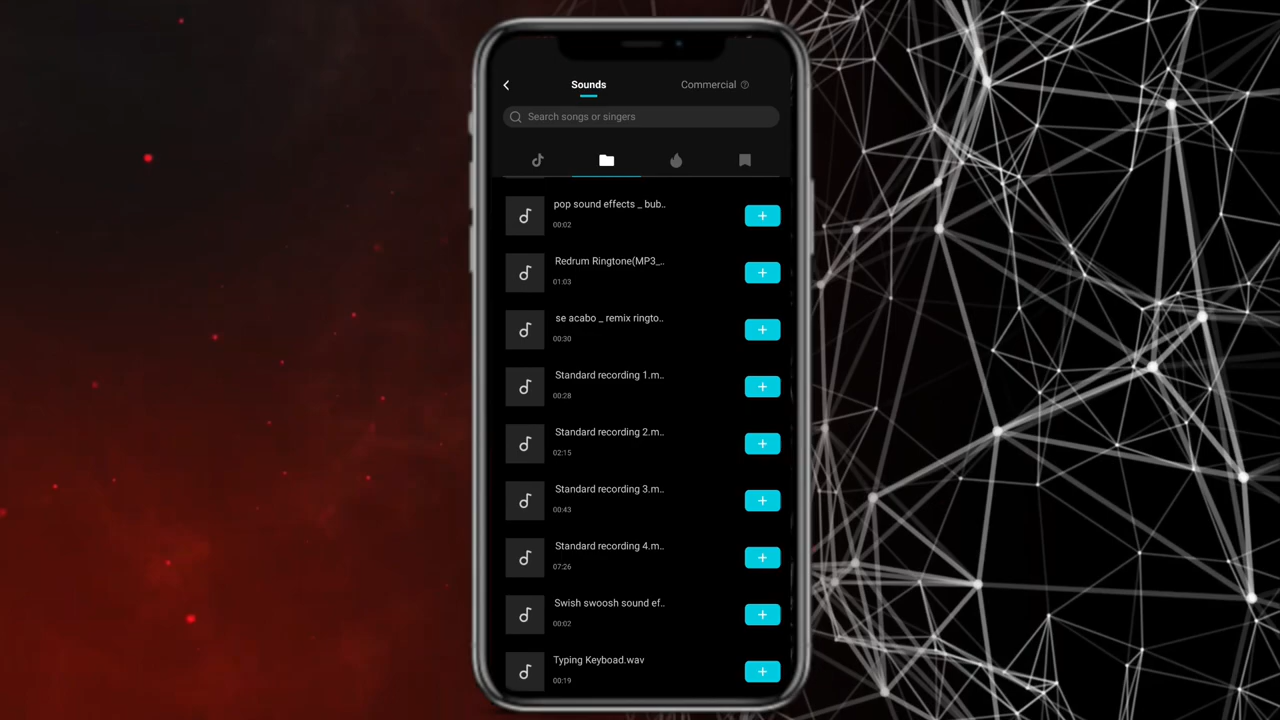 Sounds
Commercial
Search songs or singers
pop sound effects _ bub..
00:02
Redrum Ringtone(MP3_..
01:03
se acabo _ remix ringto..
00:30
Standard recording 1.m..
00:28
Standard recording 2.m..
02:15
Standard recording 3.m..
00:43
Standard recording 4.m..
07:26
Swish swoosh sound ef..
00:02
Typing Keyboad.wav
00:19